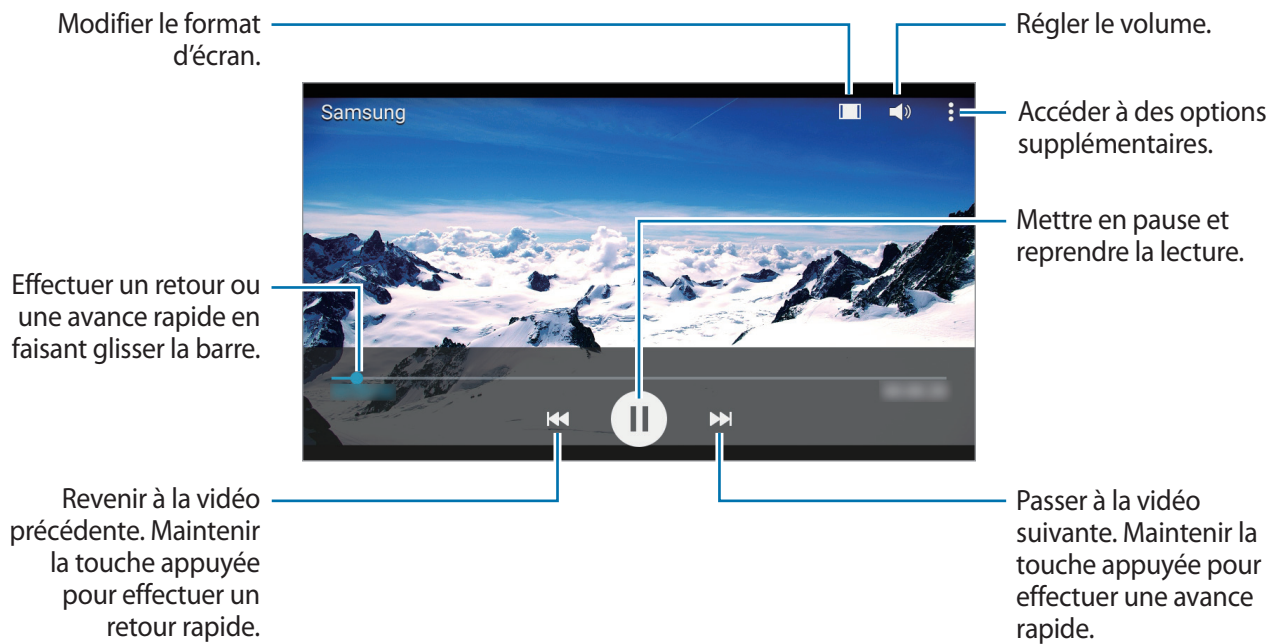 Modifier le format
d'écran.
Régler le volume.
Samsung
Accéder à des options
supplémentaires.
Mettre en pause et
reprendre la lecture.
Effectuer un retour ou
une avance rapide en
faisant glisser la barre.
Revenir à la vidéo
précédente. Maintenir
la touche appuyée
pour effectuer un
retour rapide.
Passer à la vidéo
suivante. Maintenir la
touche appuyée pour
effectuer une avance
rapide.